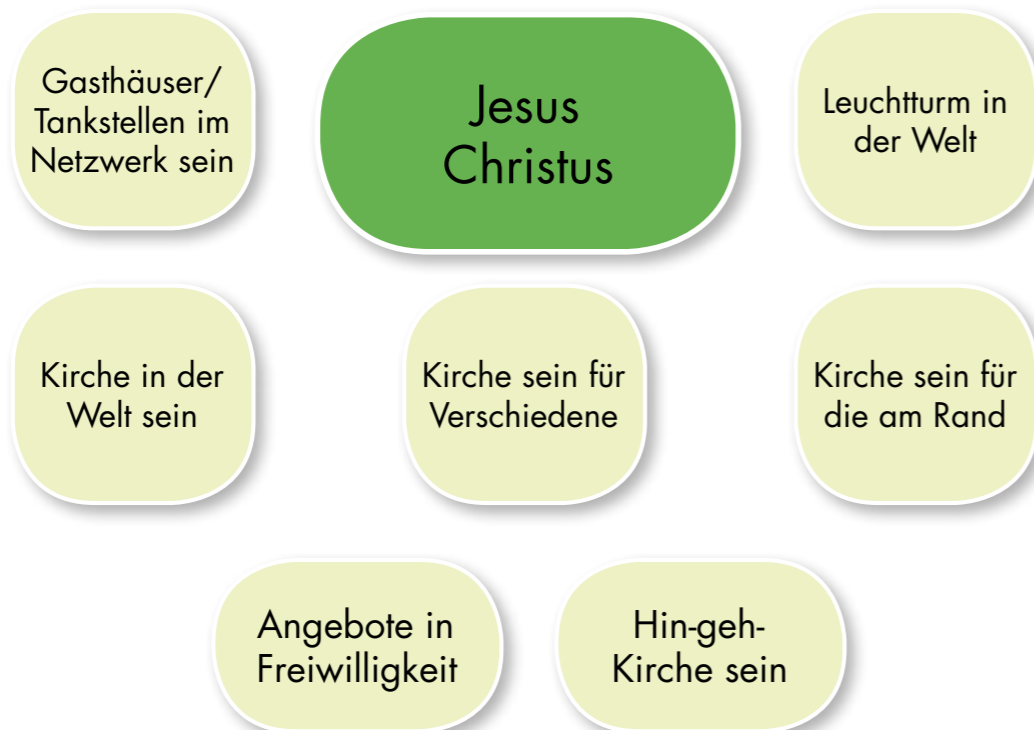 Gasthäuser/
Tankstellen im
Netzwerk sein
Jesus
Christus
Leuchtturm in
der Welt
Kirche in der
Welt sein
Kirche sein für
Verschiedene
Kirche sein für
die am Rand
Angebote in
Freiwilligkeit
Hin-geh-
Kirche sein